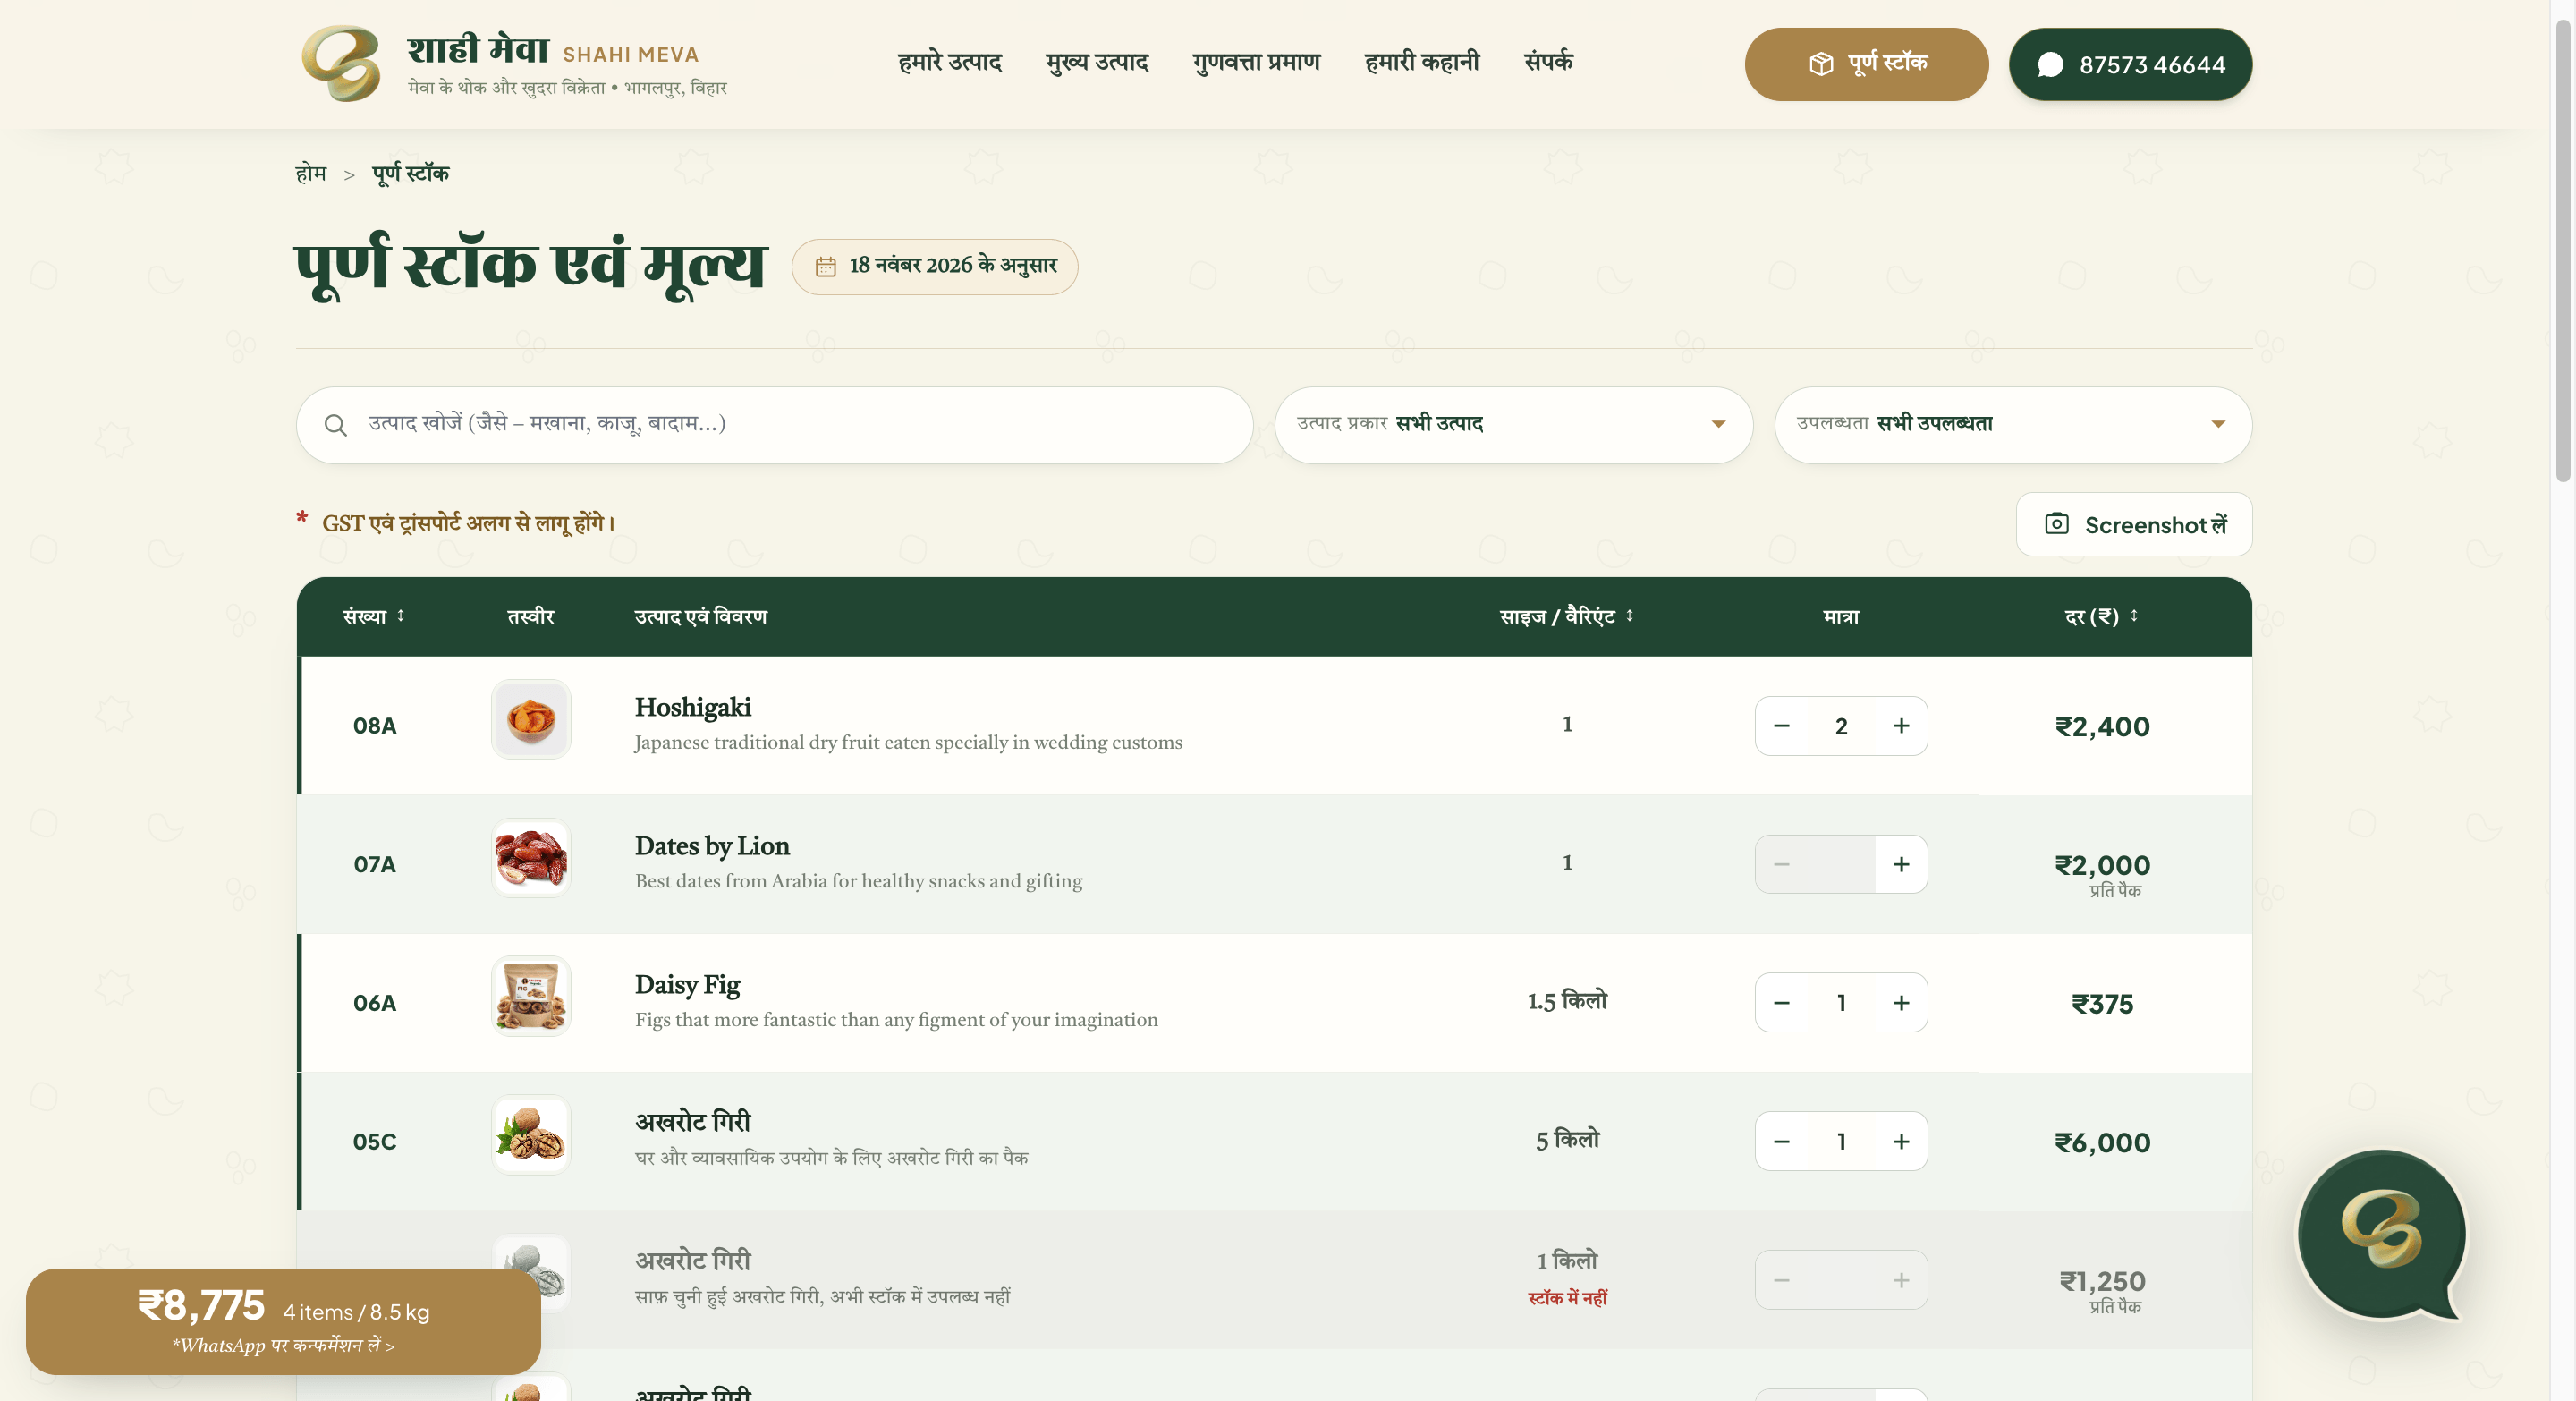 शाही मेवा SHAHI MEVA
मेवा के थोक और खुदरा विक्रेता • भागलपुर, बिहार
हमारे उत्पाद
मुख्य उत्पाद
गुणवत्ता प्रमाण
हमारी कहानी
संपर्क
पूर्ण स्टॉक
87573 46644
होम > पूर्ण स्टॉक
पूर्ण स्टॉक एवं मूल्य
18 नवंबर 2026 के अनुसार
उत्पाद खोजें (जैसे – मखाना, काजू, बादाम...)
उत्पाद प्रकार सभी उत्पाद
उपलब्धता सभी उपलब्धता
* GST एवं ट्रांसपोर्ट अलग से लागू होंगे।
Screenshot लें
संख्या ↕ तस्वीर उत्पाद एवं विवरण साइज / वैरिएंट ↕ मात्रा दर (₹) ↕
08A
Hoshigaki
Japanese traditional dry fruit eaten specially in wedding customs
1
− 2 +
₹2,400
07A
Dates by Lion
Best dates from Arabia for healthy snacks and gifting
1
− +
₹2,000
प्रति पैक
06A
Daisy Fig
Figs that more fantastic than any figment of your imagination
1.5 किलो
− 1 +
₹375
05C
अखरोट गिरी
घर और व्यावसायिक उपयोग के लिए अखरोट गिरी का पैक
5 किलो
− 1 +
₹6,000
अखरोट गिरी
साफ़ चुनी हुई अखरोट गिरी, अभी स्टॉक में उपलब्ध नहीं
1 किलो
स्टॉक में नहीं
− +
₹1,250
प्रति पैक
₹8,775 4 items / 8.5 kg
*WhatsApp पर कन्फर्मेशन लें >
अखरोट गिरी